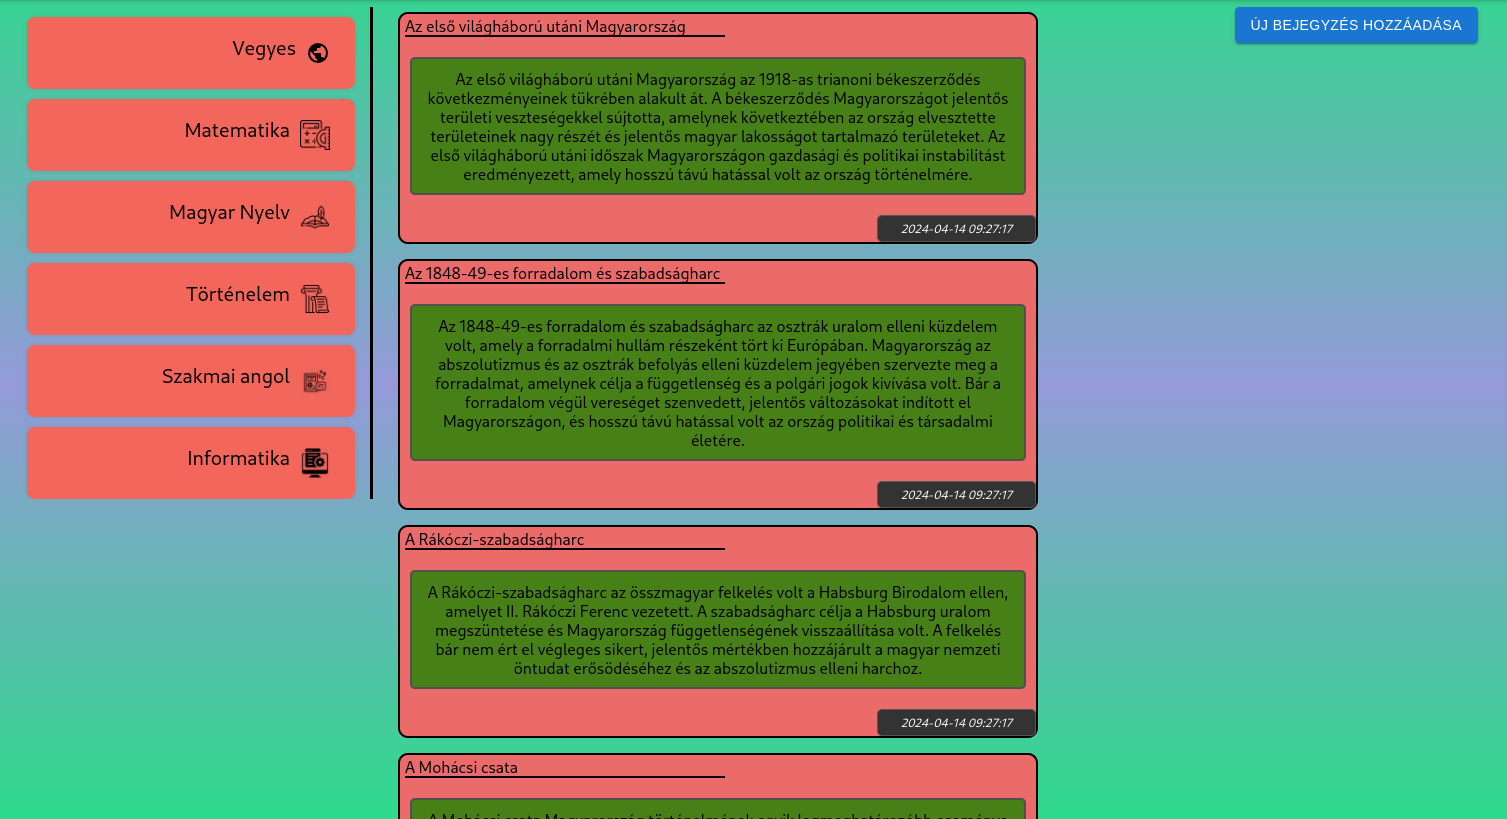 Vegyes
Matematika
Magyar Nyelv
Történelem
Szakmai angol
Informatika
Az első világháború utáni Magyarország
Az első világháború utáni Magyarország az 1918-as trianoni békeszerződés
következményeinek tükrében alakult át. A békeszerződés Magyarországot jelentős
területi veszteségekkel sújtotta, amelynek következtében az ország elvesztette
területeinek nagy részét és jelentős magyar lakosságot tartalmazó területeket. Az
első világháború utáni időszak Magyarországon gazdasági és politikai instabilitást
eredményezett, amely hosszú távú hatással volt az ország történelmére.
2024-04-14 09:27:17
Az 1848-49-es forradalom és szabadságharc
Az 1848-49-es forradalom és szabadságharc az osztrák uralom elleni küzdelem
volt, amely a forradalmi hullám részeként tört ki Európában. Magyarország az
abszolutizmus és az osztrák befolyás elleni küzdelem jegyében szervezte meg a
forradalmat, amelynek célja a függetlenség és a polgári jogok kivívása volt. Bár a
forradalom végül vereséget szenvedett, jelentős változásokat indított el
Magyarországon, és hosszú távú hatással volt az ország politikai és társadalmi
életére.
2024-04-14 09:27:17
A Rákóczi-szabadságharc
A Rákóczi-szabadságharc az összmagyar felkelés volt a Habsburg Birodalom ellen,
amelyet II. Rákóczi Ferenc vezetett. A szabadságharc célja a Habsburg uralom
megszüntetése és Magyarország függetlenségének visszaállítása volt. A felkelés
bár nem ért el végleges sikert, jelentős mértékben hozzájárult a magyar nemzeti
öntudat erősödéséhez és az abszolutizmus elleni harchoz.
2024-04-14 09:27:17
A Mohácsi csata
A Mohácsi csata Magyarország történelmének egyik legmeghatározóbb eseménye
ÚJ BEJEGYZÉS HOZZÁADÁSA